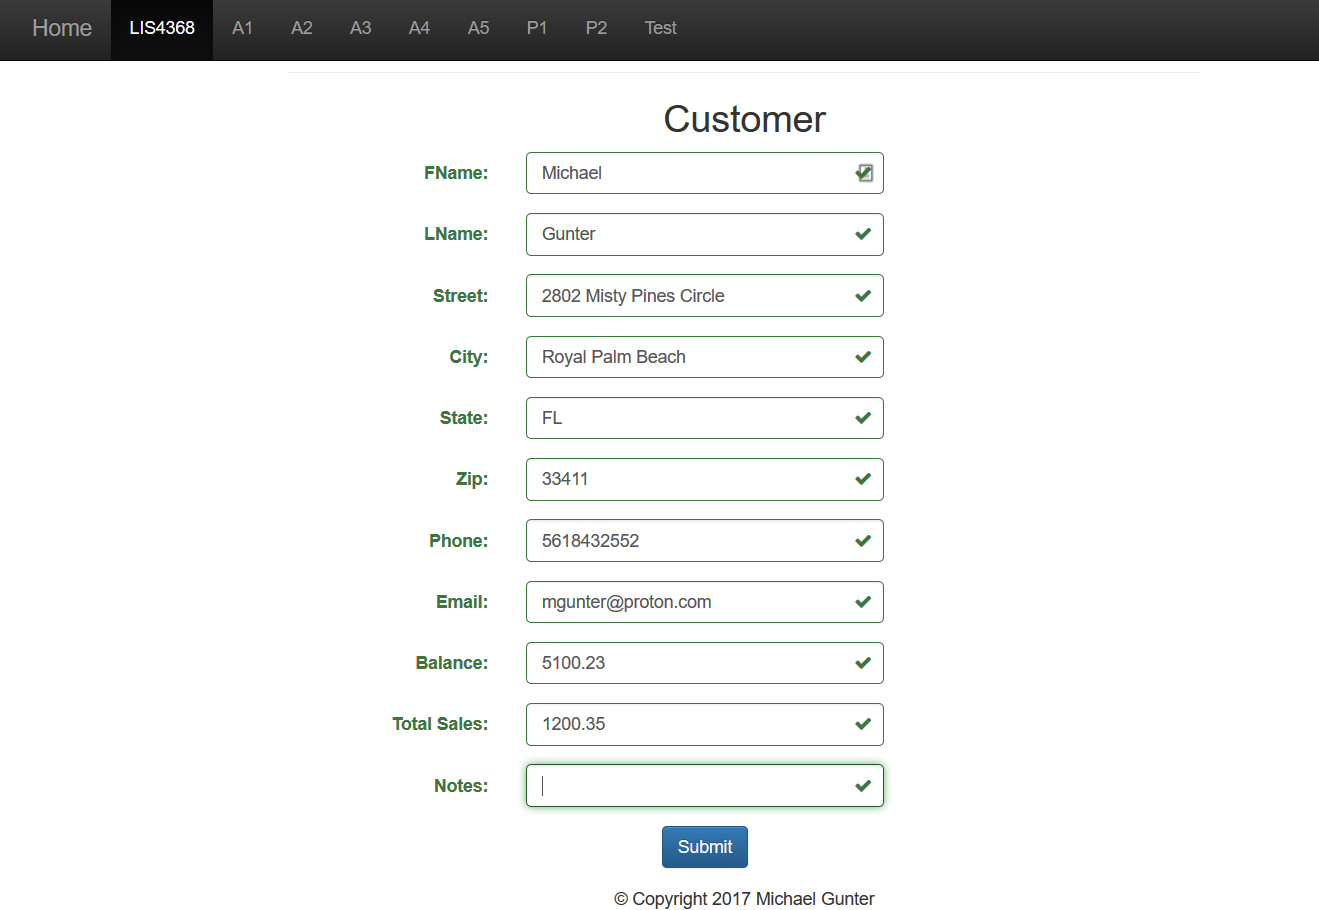 Home LIS4368 A1 A2 A3 A4 A5 P1 P2 Test
Customer
FName: Michael
LName: Gunter
Street: 2802 Misty Pines Circle
City: Royal Palm Beach
State: FL
Zip: 33411
Phone: 5618432552
Email: mgunter@proton.com
Balance: 5100.23
Total Sales: 1200.35
Notes:
Submit
© Copyright 2017 Michael Gunter